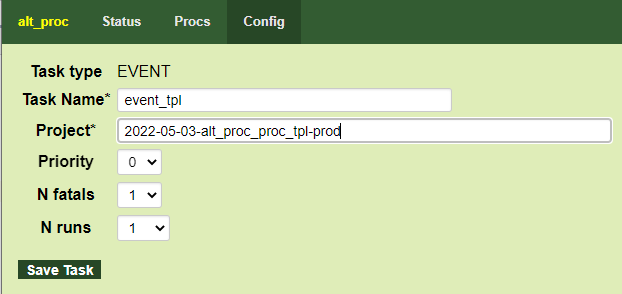 alt_proc Status Procs Config
Task type EVENT
Task Name* event_tpl
Project* 2022-05-03-alt_proc_proc_tpl-prod
Priority 0
N fatals 1
N runs 1
Save Task